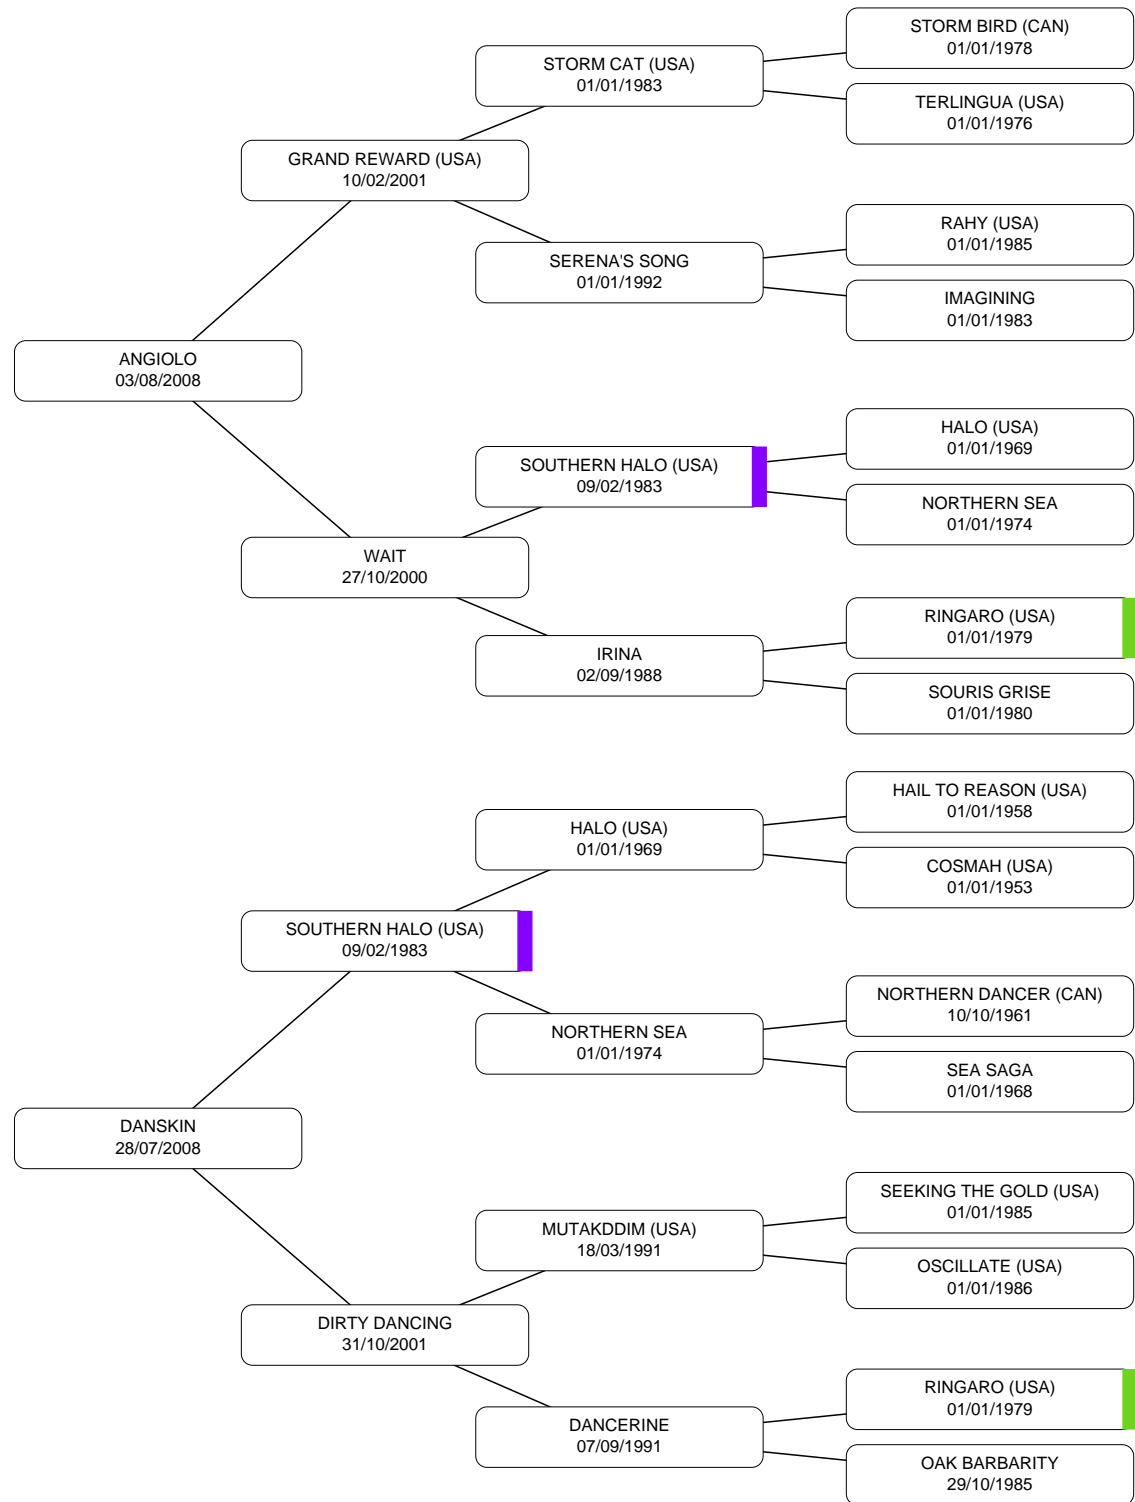 STORM BIRD (CAN)
01/01/1978
STORM CAT (USA)
01/01/1983
TERLINGUA (USA)
01/01/1976
GRAND REWARD (USA)
10/02/2001
RAHY (USA)
01/01/1985
SERENA'S SONG
01/01/1992
IMAGINING
01/01/1983
ANGIOLO
03/08/2008
HALO (USA)
01/01/1969
SOUTHERN HALO (USA)
09/02/1983
NORTHERN SEA
01/01/1974
WAIT
27/10/2000
RINGARO (USA)
01/01/1979
IRINA
02/09/1988
SOURIS GRISE
01/01/1980
HAIL TO REASON (USA)
01/01/1958
HALO (USA)
01/01/1969
COSMAH (USA)
01/01/1953
SOUTHERN HALO (USA)
09/02/1983
NORTHERN DANCER (CAN)
10/10/1961
NORTHERN SEA
01/01/1974
SEA SAGA
01/01/1968
DANSKIN
28/07/2008
SEEKING THE GOLD (USA)
01/01/1985
MUTAKDDIM (USA)
18/03/1991
OSCILLATE (USA)
01/01/1986
DIRTY DANCING
31/10/2001
RINGARO (USA)
01/01/1979
DANCERINE
07/09/1991
OAK BARBARITY
29/10/1985